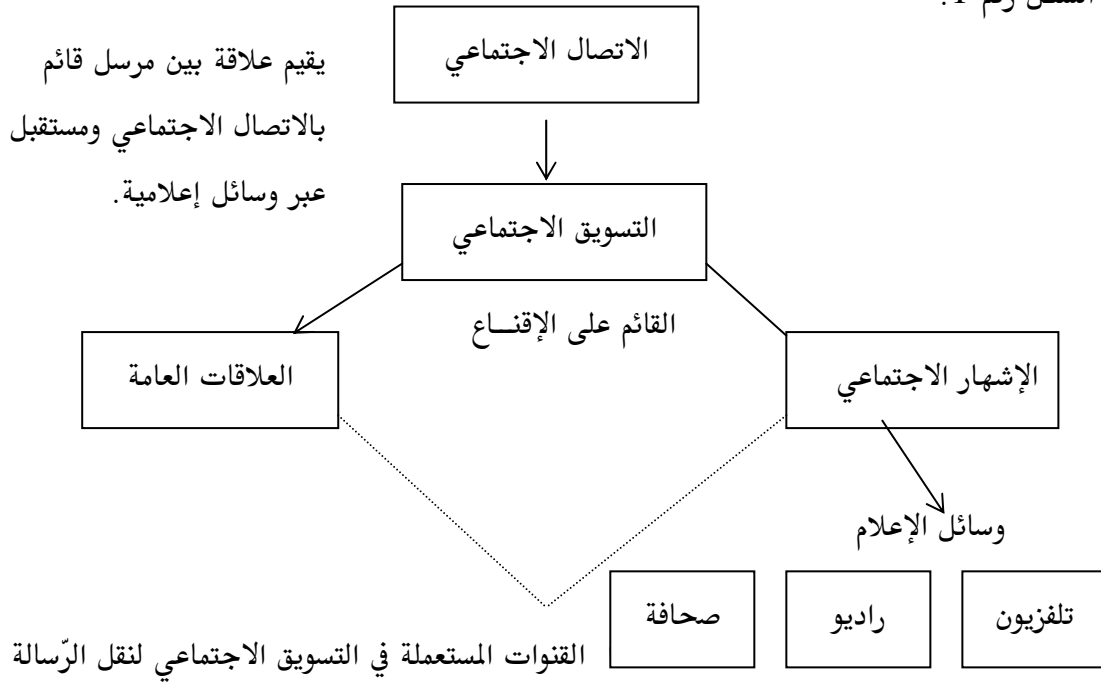 الشكل رقم 1:
الاتصال الاجتماعي
يقيم علاقة بين مرسل قائم
بالاتصال الاجتماعي ومستقبل
عبر وسائل إعلامية.
التسويق الاجتماعي
القائم على الإقنــاع
الإشهار الاجتماعي
العلاقات العامة
وسائل الإعلام
تلفزيون
راديو
صحافة
القنوات المستعملة في التسويق الاجتماعي لنقل الرّسالة